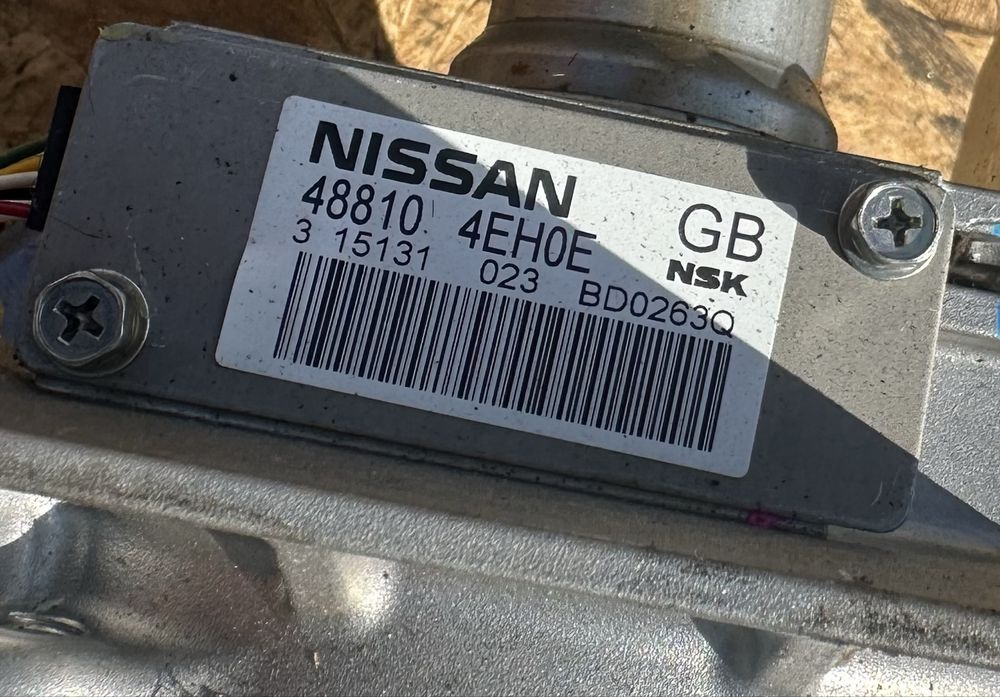 NISSAN
48810 4EH0E GB
NSK
3 15131 023 BD0263Q